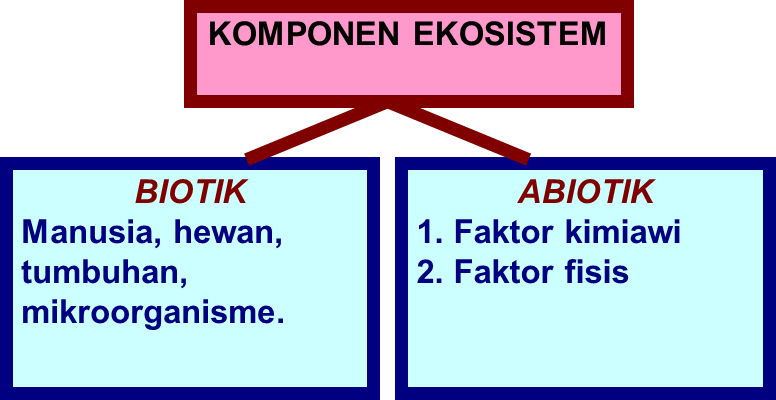 KOMPONEN EKOSISTEM
BIOTIK
Manusia, hewan,
tumbuhan,
mikroorganisme.
ABIOTIK
1. Faktor kimiawi
2. Faktor fisis